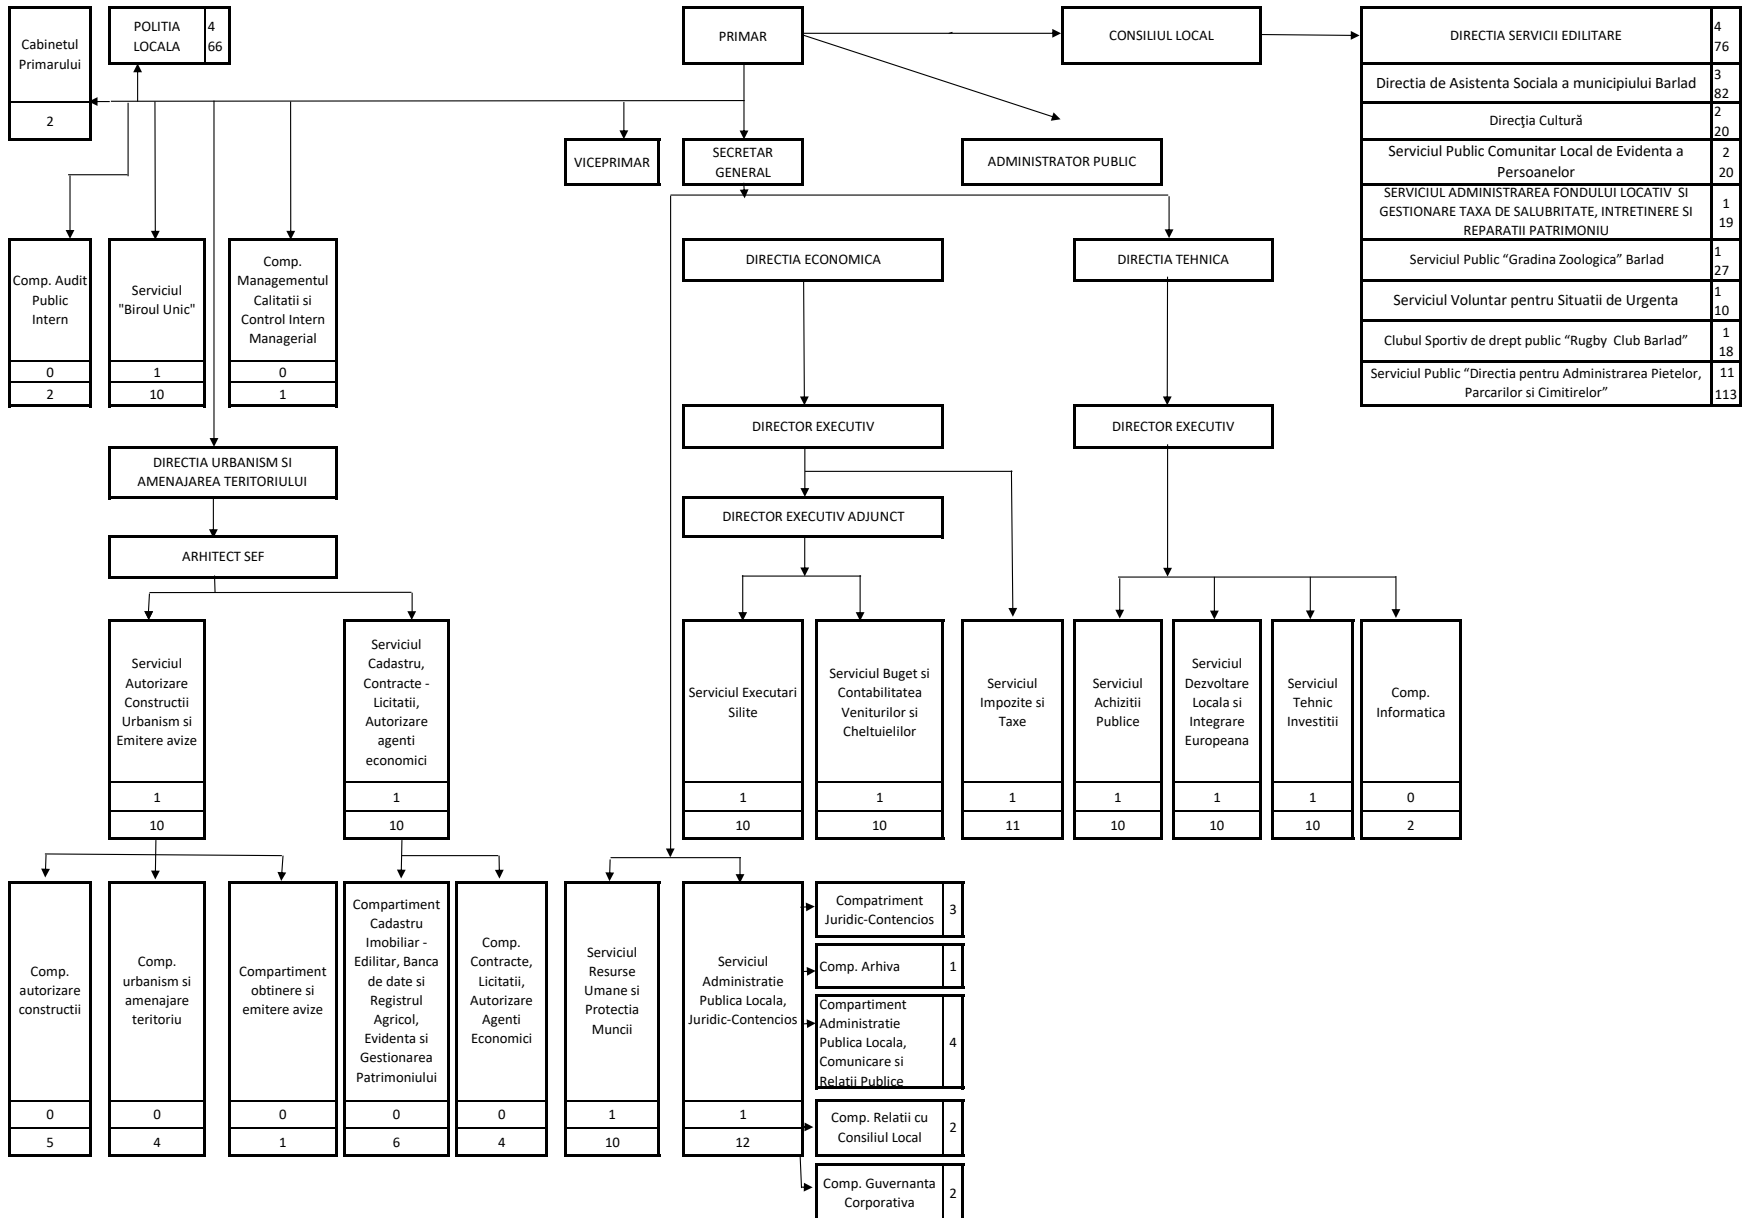 Cabinetul
Primarului
2
POLITIA
LOCALA
4
66
PRIMAR
CONSILIUL LOCAL
DIRECTIA SERVICII EDILITARE
4
76
Directia de Asistenta Sociala a municipiului Barlad
3
82
Direcţia Cultură
2
20
Serviciul Public Comunitar Local de Evidenta a
Persoanelor
2
20
SERVICIUL ADMINISTRAREA FONDULUI LOCATIV SI
GESTIONARE TAXA DE SALUBRITATE, INTRETINERE SI
REPARATII PATRIMONIU
1
19
Serviciul Public “Gradina Zoologica” Barlad
1
27
Serviciul Voluntar pentru Situatii de Urgenta
1
10
Clubul Sportiv de drept public “Rugby Club Barlad”
1
18
Serviciul Public “Directia pentru Administrarea Pietelor,
Parcarilor si Cimitirelor”
11
113
VICEPRIMAR
SECRETAR
GENERAL
ADMINISTRATOR PUBLIC
Comp. Audit
Public
Intern
0
2
Serviciul
"Biroul Unic"
1
10
Comp.
Managementul
Calitatii si
Control Intern
Managerial
0
1
DIRECTIA ECONOMICA
DIRECTIA TEHNICA
DIRECTOR EXECUTIV
DIRECTOR EXECUTIV
DIRECTIA URBANISM SI
AMENAJAREA TERITORIULUI
DIRECTOR EXECUTIV ADJUNCT
ARHITECT SEF
Serviciul
Autorizare
Constructii
Urbanism si
Emitere avize
1
10
Serviciul
Cadastru,
Contracte -
Licitatii,
Autorizare
agenti
economici
1
10
Serviciul Executari
Silite
1
10
Serviciul Buget si
Contabilitatea
Veniturilor si
Cheltuielilor
1
10
Serviciul
Impozite si
Taxe
1
11
Serviciul
Achizitii
Publice
1
10
Serviciul
Dezvoltare
Locala si
Integrare
Europeana
1
10
Serviciul
Tehnic
Investitii
1
10
Comp.
Informatica
0
2
Comp.
autorizare
constructii
0
5
Comp.
urbanism si
amenajare
teritoriu
0
4
Compartiment
obtinere si
emitere avize
0
1
Compartiment
Cadastru
Imobiliar -
Edilitar, Banca
de date si
Registrul
Agricol,
Evidenta si
Gestionarea
Patrimoniului
0
6
Comp.
Contracte,
Licitatii,
Autorizare
Agenti
Economici
0
4
Serviciul
Resurse
Umane si
Protectia
Muncii
1
10
Serviciul
Administratie
Publica Locala,
Juridic-Contencios
1
12
Compatriment
Juridic-Contencios
3
Comp. Arhiva
1
Compartiment
Administratie
Publica Locala,
Comunicare si
Relatii Publice
4
Comp. Relatii cu
Consiliul Local
2
Comp. Guvernanta
Corporativa
2